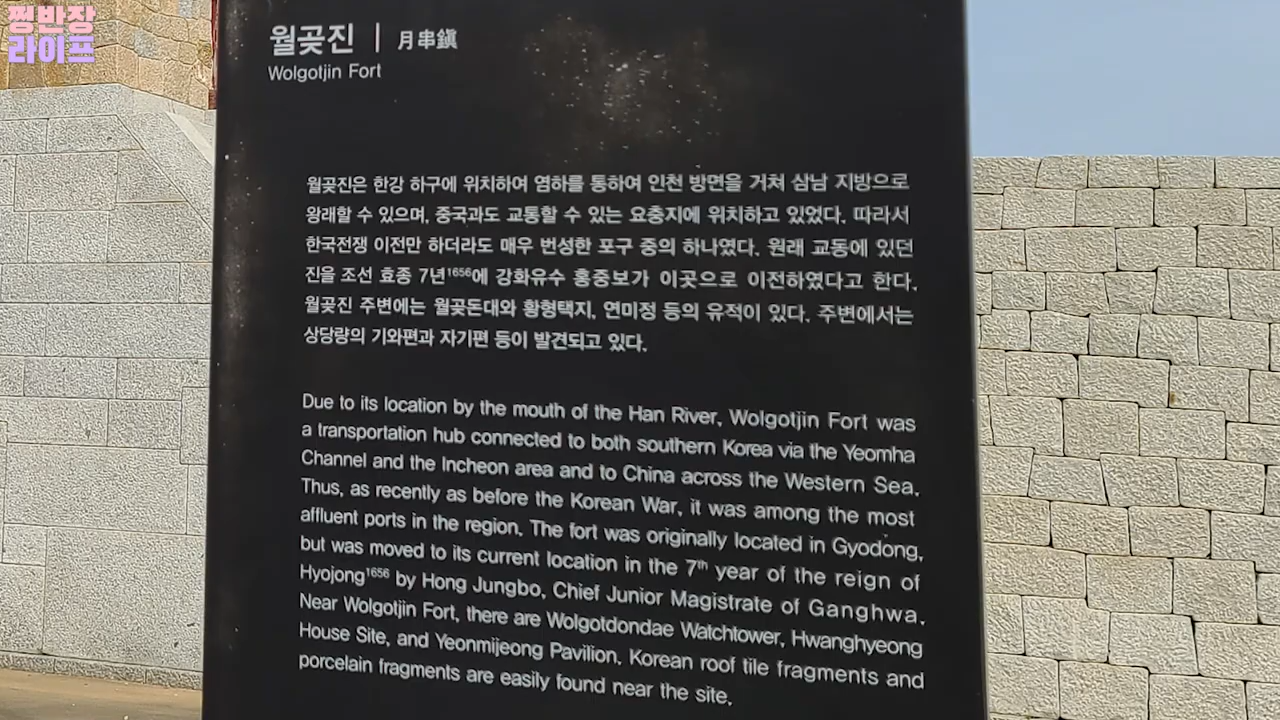 찡반장
라이프
월곶진 | 月串鎭
Wolgotjin Fort
월곶진은 한강 하구에 위치하여 염하를 통하여 인천 방면을 거쳐 삼남 지방으로
왕래할 수 있으며, 중국과도 교통할 수 있는 요충지에 위치하고 있었다. 따라서
한국전쟁 이전만 하더라도 매우 번성한 포구 중의 하나였다. 원래 교동에 있던
진을 조선 효종 7년1656에 강화유수 홍중보가 이곳으로 이전하였다고 한다.
월곶진 주변에는 월곶돈대와 황형택지, 연미정 등의 유적이 있다. 주변에서는
상당량의 기와편과 자기편 등이 발견되고 있다.
Due to its location by the mouth of the Han River, Wolgotjin Fort was
a transportation hub connected to both southern Korea via the Yeomha
Channel and the Incheon area and to China across the Western Sea.
Thus, as recently as before the Korean War, it was among the most
affluent ports in the region. The fort was originally located in Gyodong,
but was moved to its current location in the 7th year of the reign of
Hyojong1656 by Hong Jungbo, Chief Junior Magistrate of Ganghwa.
Near Wolgotjin Fort, there are Wolgotdondae Watchtower, Hwanghyeong
House Site, and Yeonmijeong Pavilion. Korean roof tile fragments and
porcelain fragments are easily found near the site.